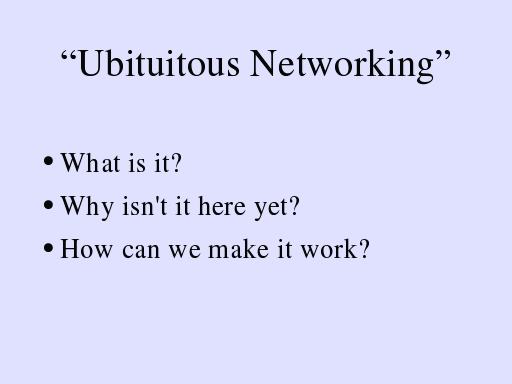 “Ubituitous Networking”
• What is it?
• Why isn't it here yet?
• How can we make it work?